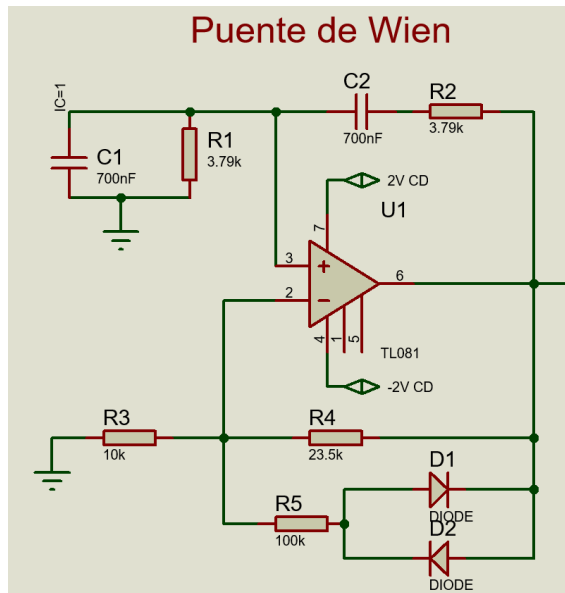 Puente de Wien
IC=1
C1
700nF
R1
3.79k
C2
700nF
R2
3.79k
2V CD
U1
7
3
2
6
4
1
5
TL081
-2V CD
R3
10k
R4
23.5k
R5
100k
D1
DIODE
D2
DIODE